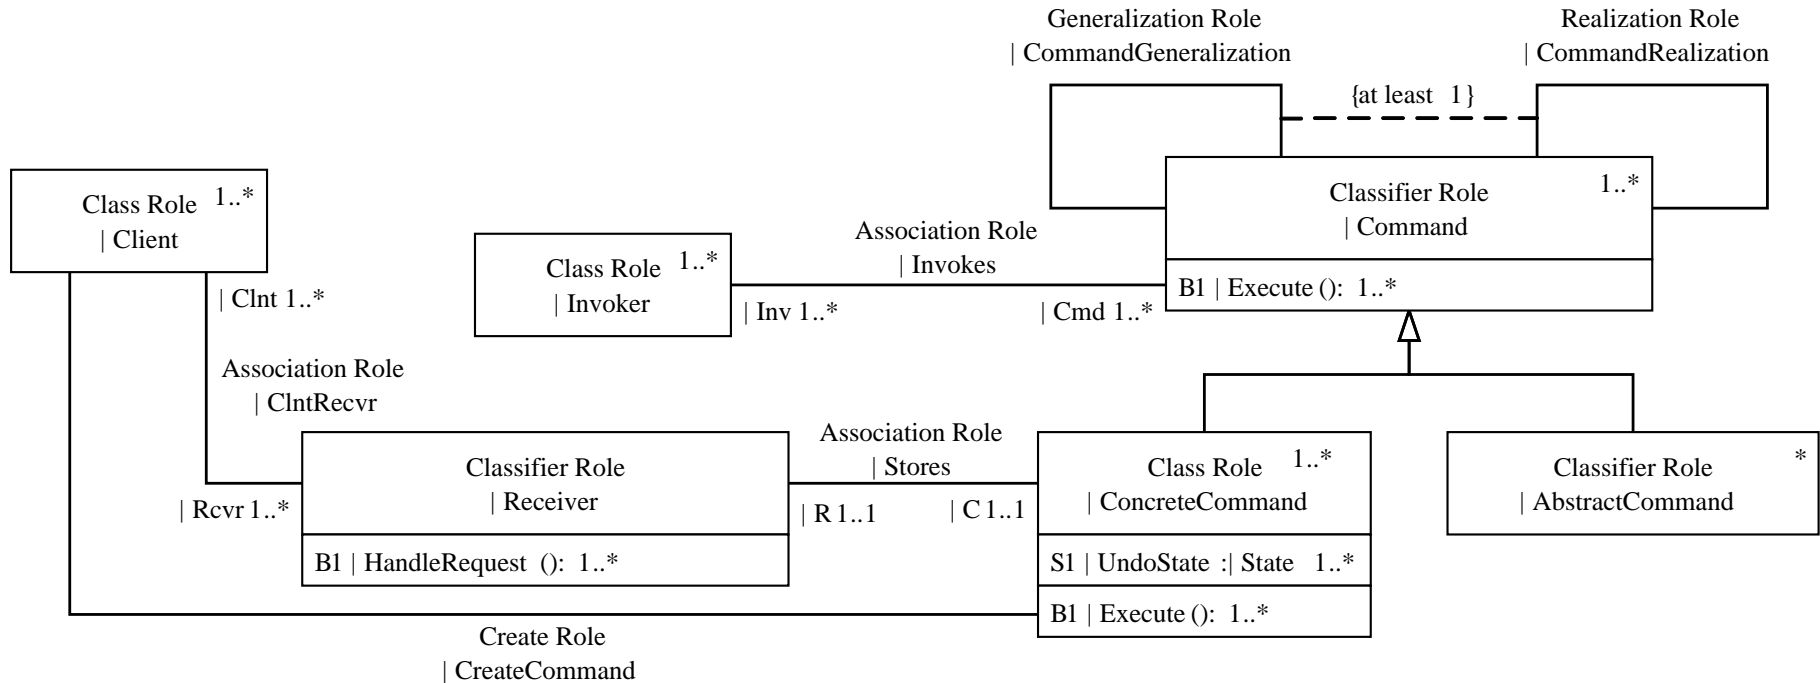 Generalization Role
| CommandGeneralization
Realization Role
| CommandRealization
{at least 1}
Class Role 1..*
| Client
Classifier Role 1..*
| Command
B1 | Execute (): 1..*
Class Role 1..*
| Invoker
Association Role
| Invokes
| Inv 1..*
| Cmd 1..*
| Clnt 1..*
Association Role
| ClntRecvr
| Rcvr 1..*
Classifier Role
| Receiver
B1 | HandleRequest (): 1..*
Association Role
| Stores
| R 1..1
| C 1..1
Class Role 1..*
| ConcreteCommand
S1 | UndoState :| State 1..*
B1 | Execute (): 1..*
Classifier Role *
| AbstractCommand
Create Role
| CreateCommand